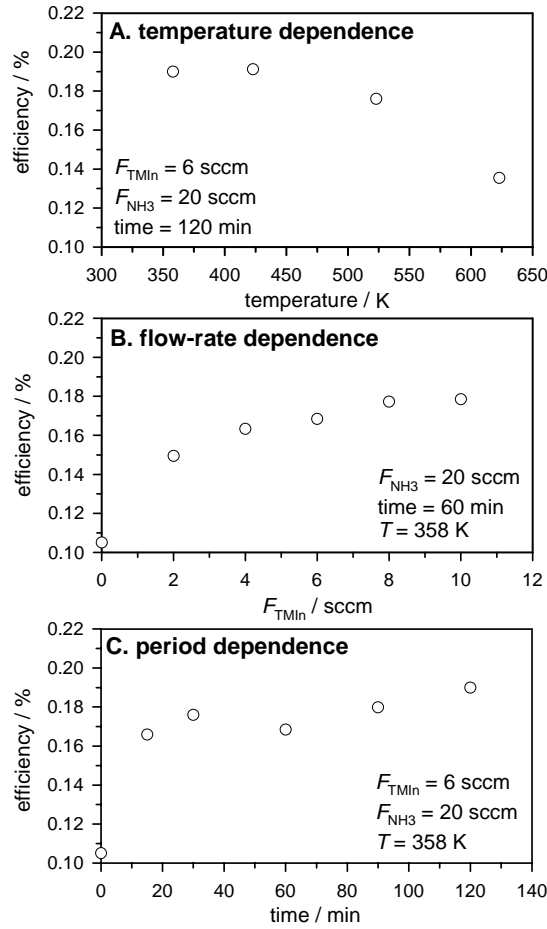 A. temperature dependence
0.22
0.20
0.18
0.16
0.14
0.12
0.10
efficiency / %
F_TMIn = 6 sccm
F_NH3 = 20 sccm
time = 120 min
300 350 400 450 500 550 600 650
temperature / K
B. flow-rate dependence
0.22
0.20
0.18
0.16
0.14
0.12
0.10
efficiency / %
F_NH3 = 20 sccm
time = 60 min
T = 358 K
0 2 4 6 8 10 12
F_TMIn / sccm
C. period dependence
0.22
0.20
0.18
0.16
0.14
0.12
0.10
efficiency / %
F_TMIn = 6 sccm
F_NH3 = 20 sccm
T = 358 K
0 20 40 60 80 100 120 140
time / min